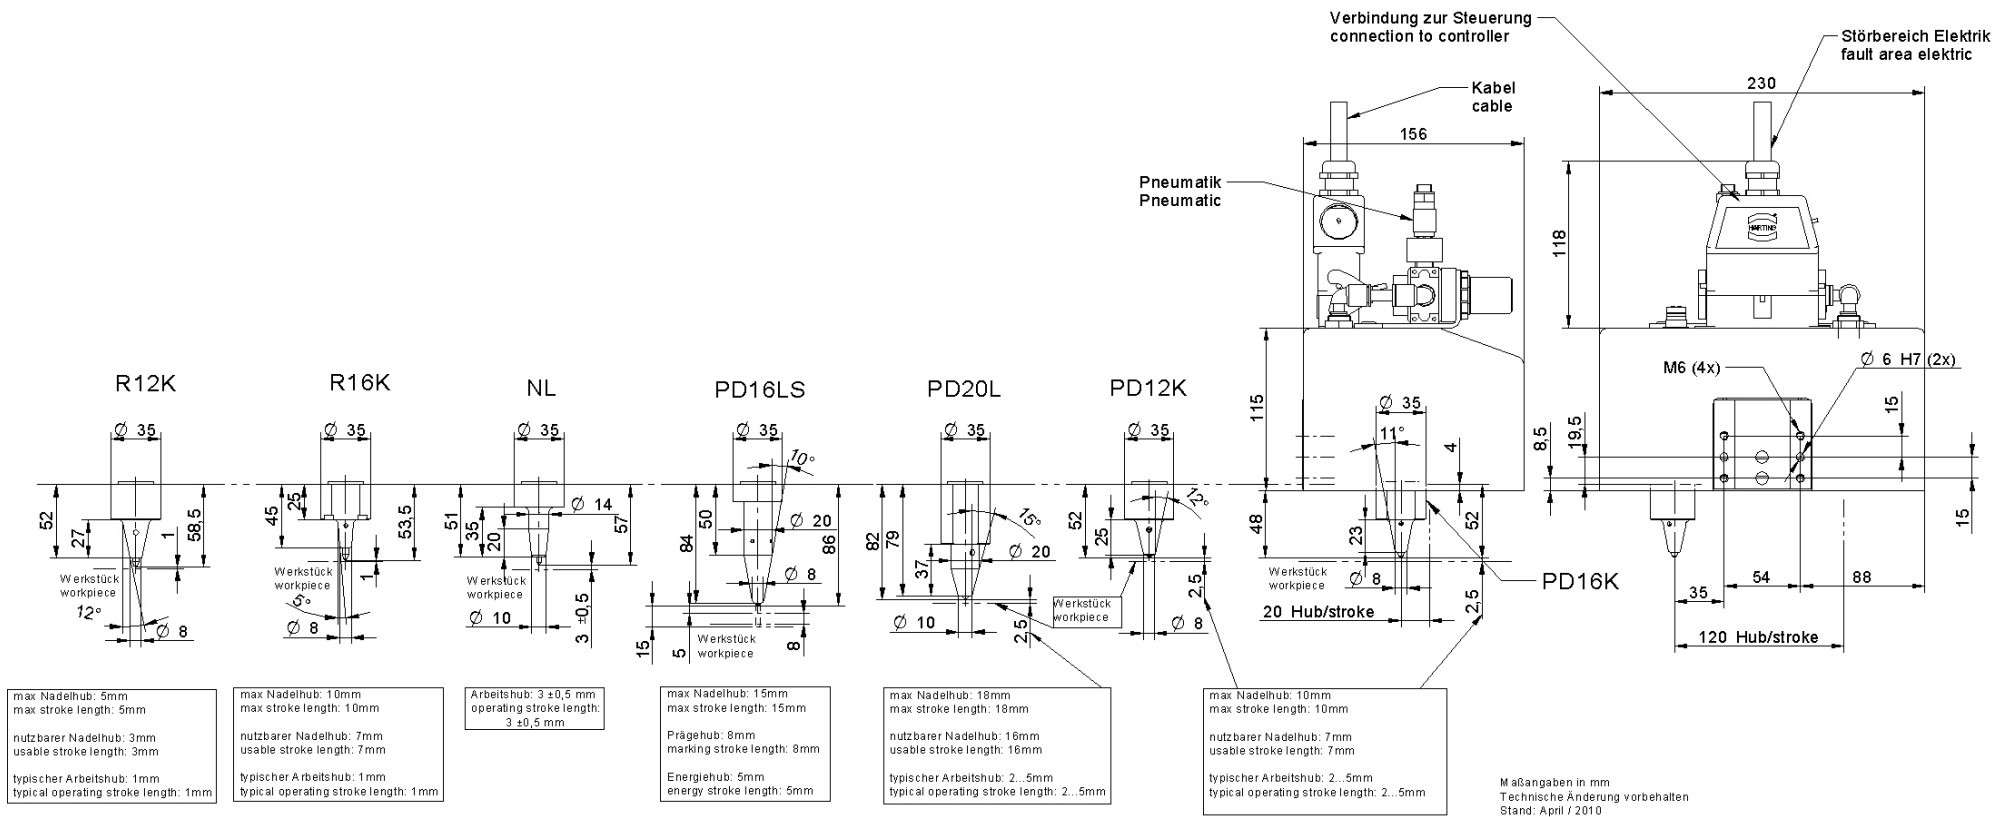 Verbindung zur Steuerung
connection to controller
Störbereich Elektrik
fault area elektric
230
Kabel
cable
156
Pneumatik
Pneumatic
118
HARTING
R12K
R16K
NL
PD16LS
PD20L
PD12K
M6 (4x)
Ø 6 H7 (2x)
Ø 35
Ø 35
Ø 35
Ø 35
Ø 35
Ø 35
Ø 35
115
11°
4
8,5
19,5
15
15
10°
52
27
1
58,5
45
25
53,5
1
51
35
20
Ø 14
57
84
50
Ø 20
86
82
79
37
15°
Ø 20
52
25
12°
48
23
52
Werkstück
workpiece
12°
Ø 8
Werkstück
workpiece
5°
Ø 8
Werkstück
workpiece
Ø 10
3 ±0,5
Ø 8
15
5
Werkstück
workpiece
8
Ø 10
2,5
Werkstück
workpiece
Ø 8
2,5
Werkstück
workpiece
Ø 8
20 Hub/stroke
2,5
PD16K
35
54
88
120 Hub/stroke
max Nadelhub: 5mm
max stroke length: 5mm
nutzbarer Nadelhub: 3mm
usable stroke length: 3mm
typischer Arbeitshub: 1mm
typical operating stroke length: 1mm
max Nadelhub: 10mm
max stroke length: 10mm
nutzbarer Nadelhub: 7mm
usable stroke length: 7mm
typischer Arbeitshub: 1mm
typical operating stroke length: 1mm
Arbeitshub: 3 ±0,5 mm
operating stroke length:
3 ±0,5 mm
max Nadelhub: 15mm
max stroke length: 15mm
Prägehub: 8mm
marking stroke length: 8mm
Energiehub: 5mm
energy stroke length: 5mm
max Nadelhub: 18mm
max stroke length: 18mm
nutzbarer Nadelhub: 16mm
usable stroke length: 16mm
typischer Arbeitshub: 2...5mm
typical operating stroke length: 2...5mm
max Nadelhub: 10mm
max stroke length: 10mm
nutzbarer Nadelhub: 7mm
usable stroke length: 7mm
typischer Arbeitshub: 2...5mm
typical operating stroke length: 2...5mm
Maßangaben in mm
Technische Änderung vorbehalten
Stand: April / 2010